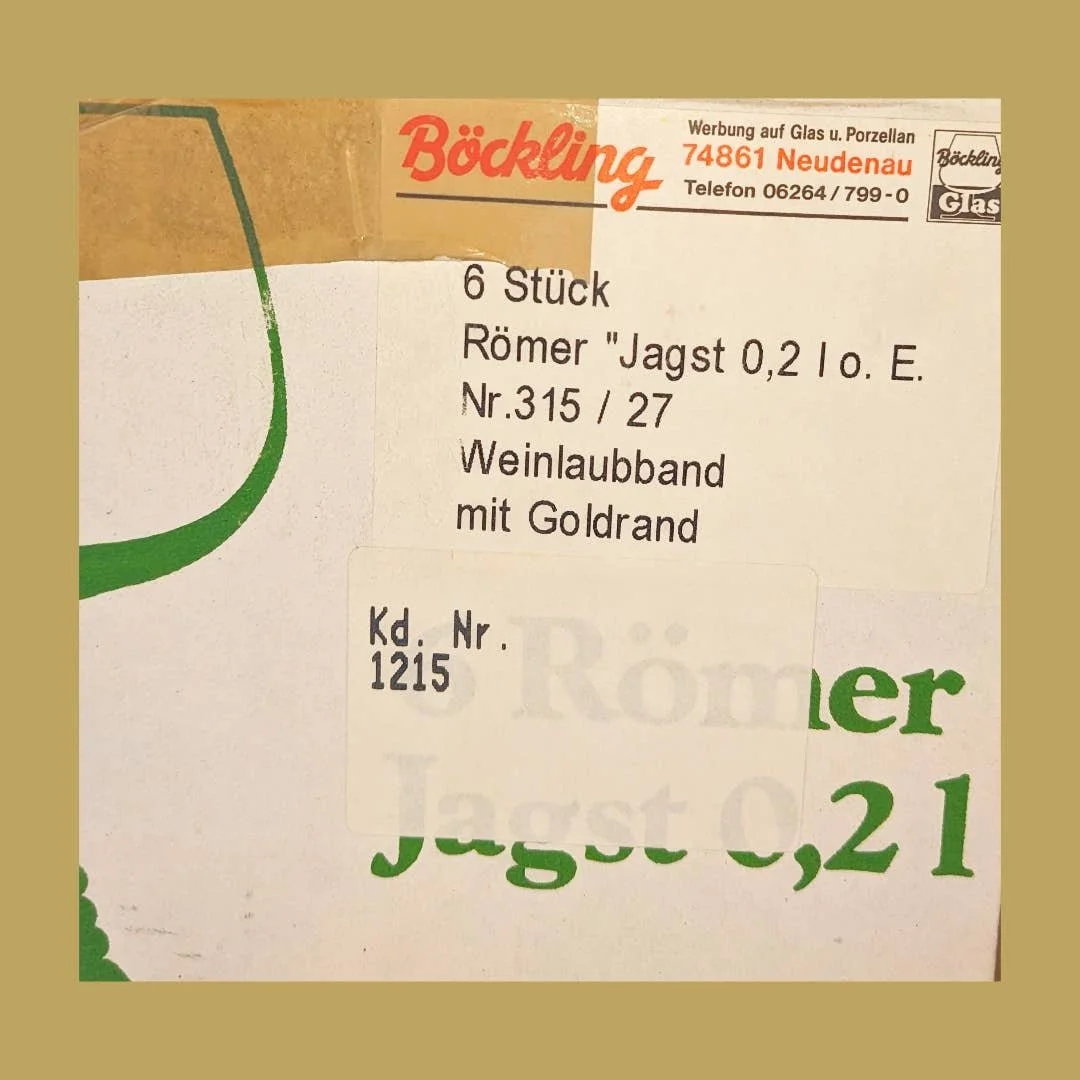 Böckling
Werbung auf Glas u. Porzellan
74861 Neudenau
Telefon 06264/799-0
Böckling
Glas
6 Stück
Römer "Jagst 0,2 l o. E.
Nr.315 / 27
Weinlaubband
mit Goldrand
Kd. Nr.
1215
6 Römer
Jagst 0,2 l